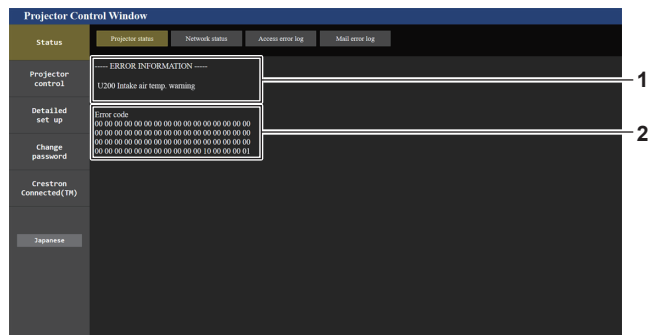 Projector Control Window
Status
Projector status
Network status
Access error log
Mail error log
Projector
control
Detailed
set up
Change
password
Crestron
Connected(TM)
Japanese
----- ERROR INFORMATION -----
U200 Intake air temp. warning
Error code
00 00 00 00 00 00 00 00 00 00 00 00 00 00 00 00
00 00 00 00 00 00 00 00 00 00 00 00 00 00 00 00
00 00 00 00 00 00 00 00 00 00 00 00 00 00 00 00
00 00 00 00 00 00 00 00 00 00 00 10 00 00 00 01
1
2